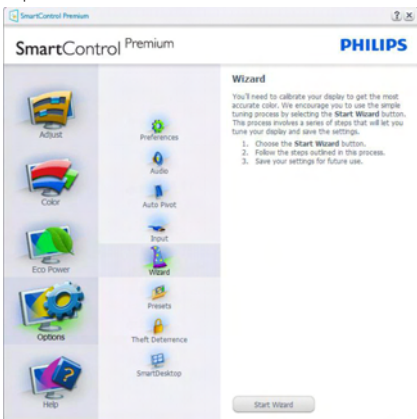 SmartControl Premium
SmartControl Premium
PHILIPS
Adjust
Color
Eco Power
Options
Help
Preferences
Audio
Auto Pivot
Input
Wizard
Presets
Theft Deterrence
SmartDesktop
Wizard
You'll need to calibrate your display to get the most
accurate color. We encourage you to use the simple
tuning process by selecting the Start Wizard button.
This process involves a series of steps that will let you
tune your display and save the settings.
1. Choose the Start Wizard button.
2. Follow the steps outlined in this process.
3. Save your settings for future use.
Start Wizard